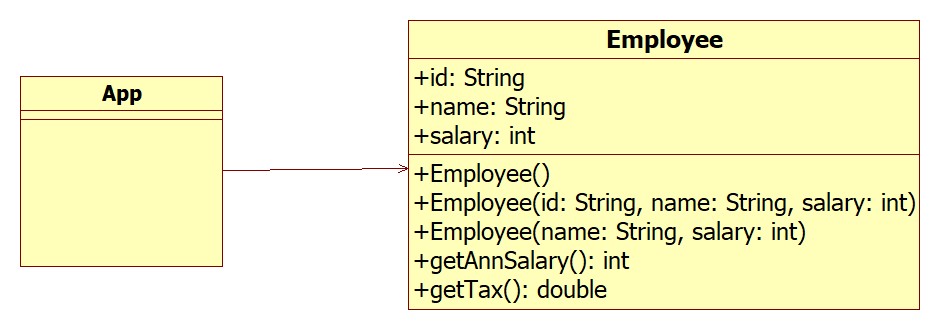 App
Employee
+id: String
+name: String
+salary: int
+Employee()
+Employee(id: String, name: String, salary: int)
+Employee(name: String, salary: int)
+getAnnSalary(): int
+getTax(): double